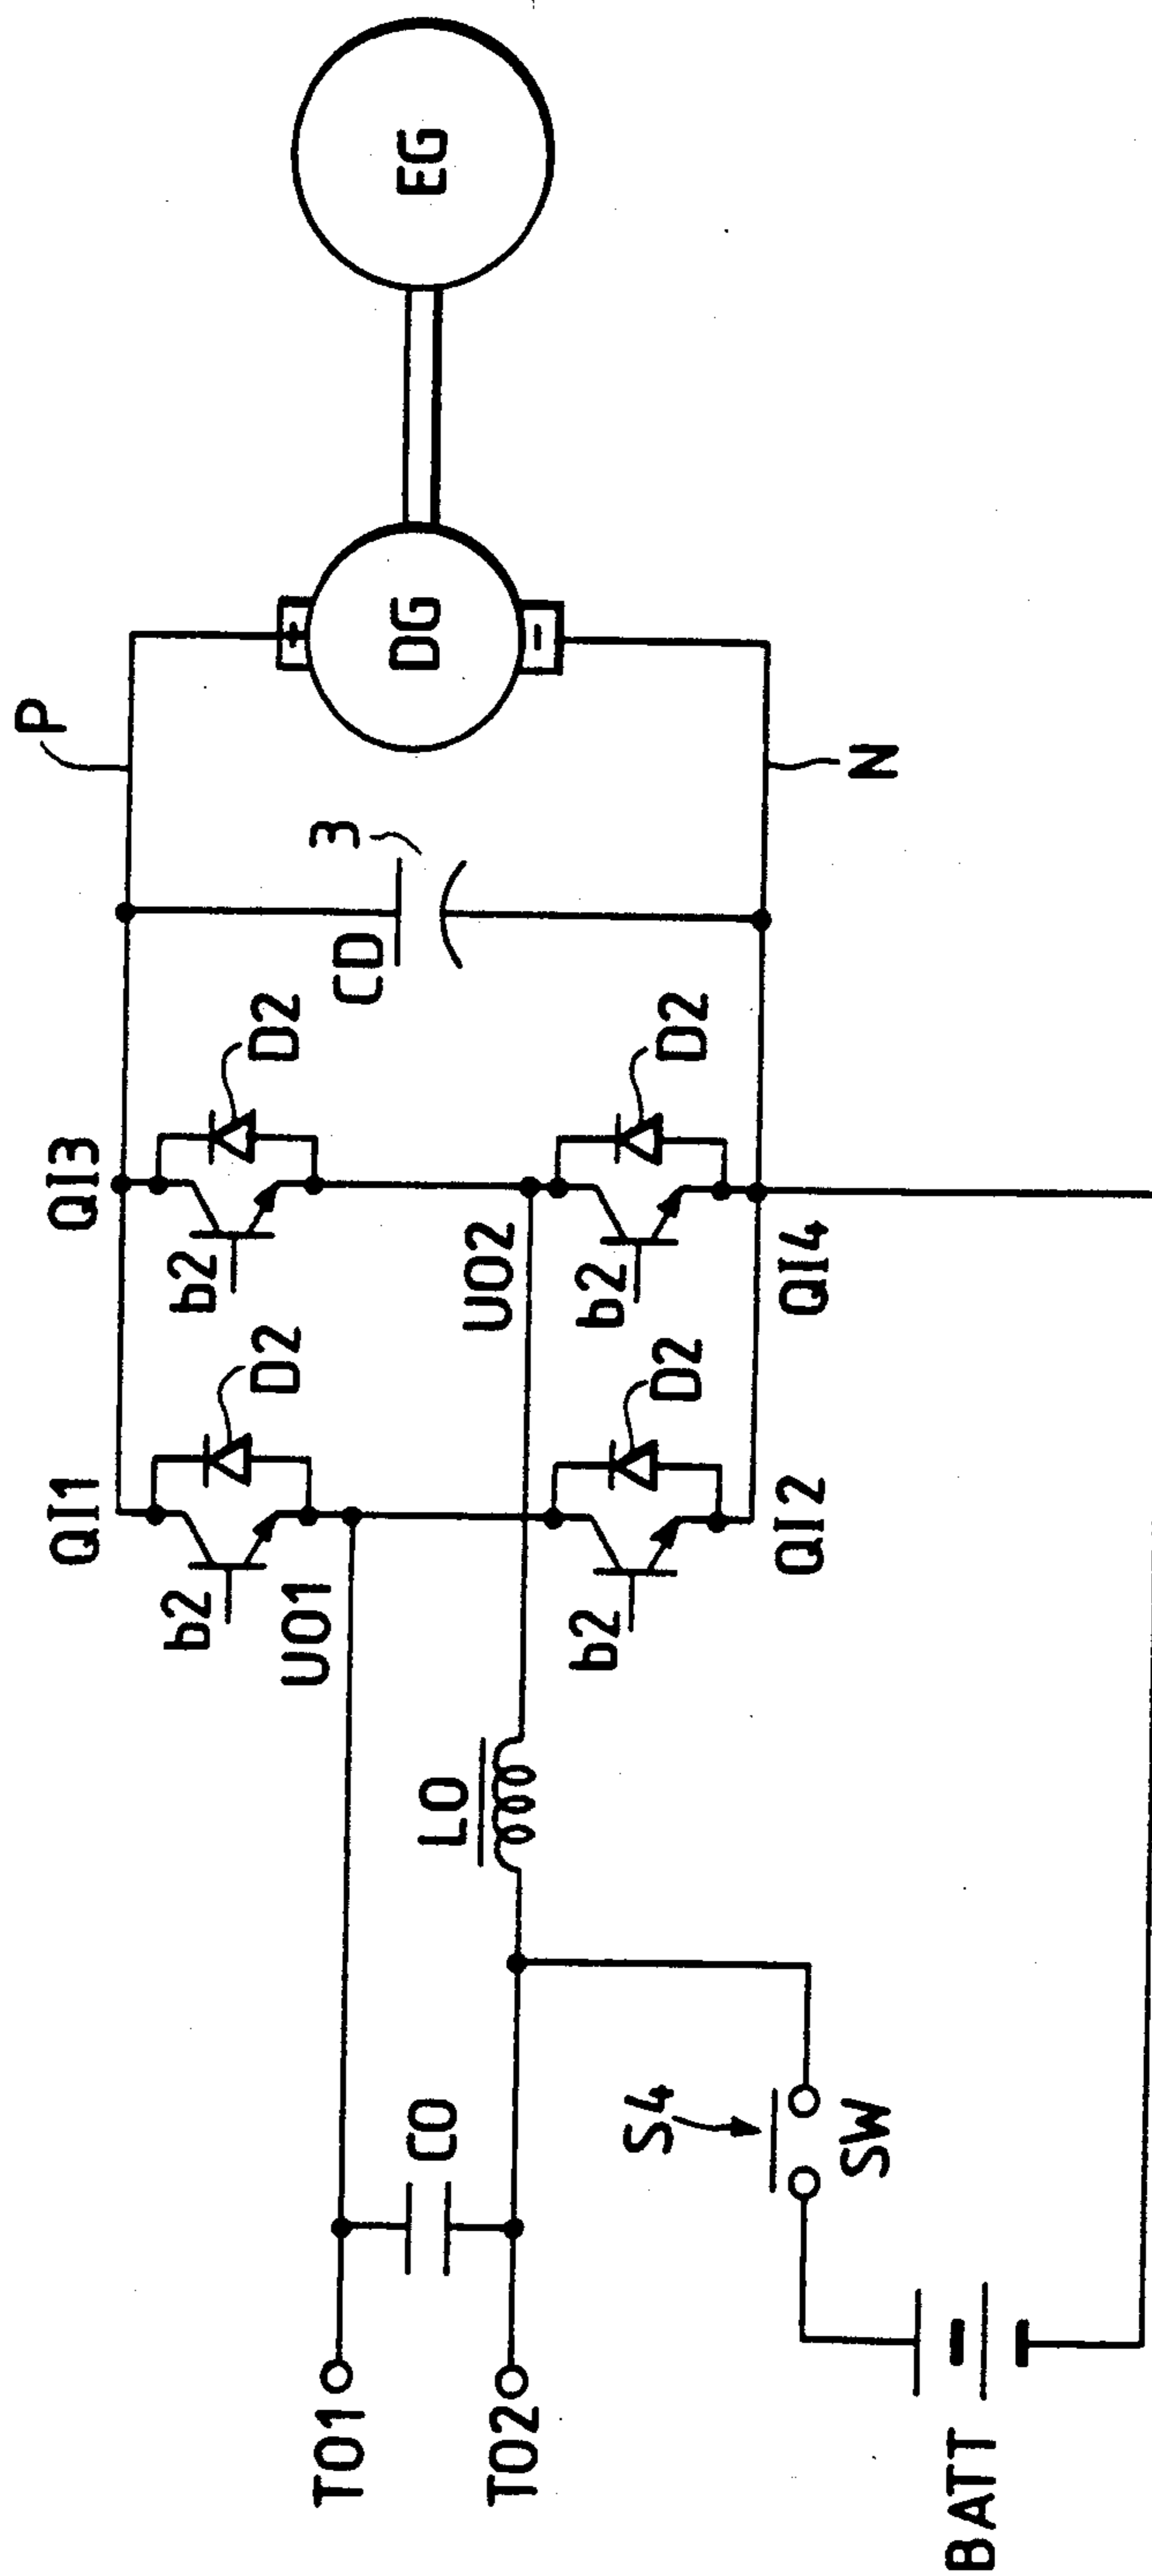 P
QI1
QI3
D2
D2
b2
b2
3
CD
+
DG
-
EG
UO1
UO2
TO1
CO
LO
TO2
D2
D2
b2
b2
QI2
QI4
N
S4
SW
BATT